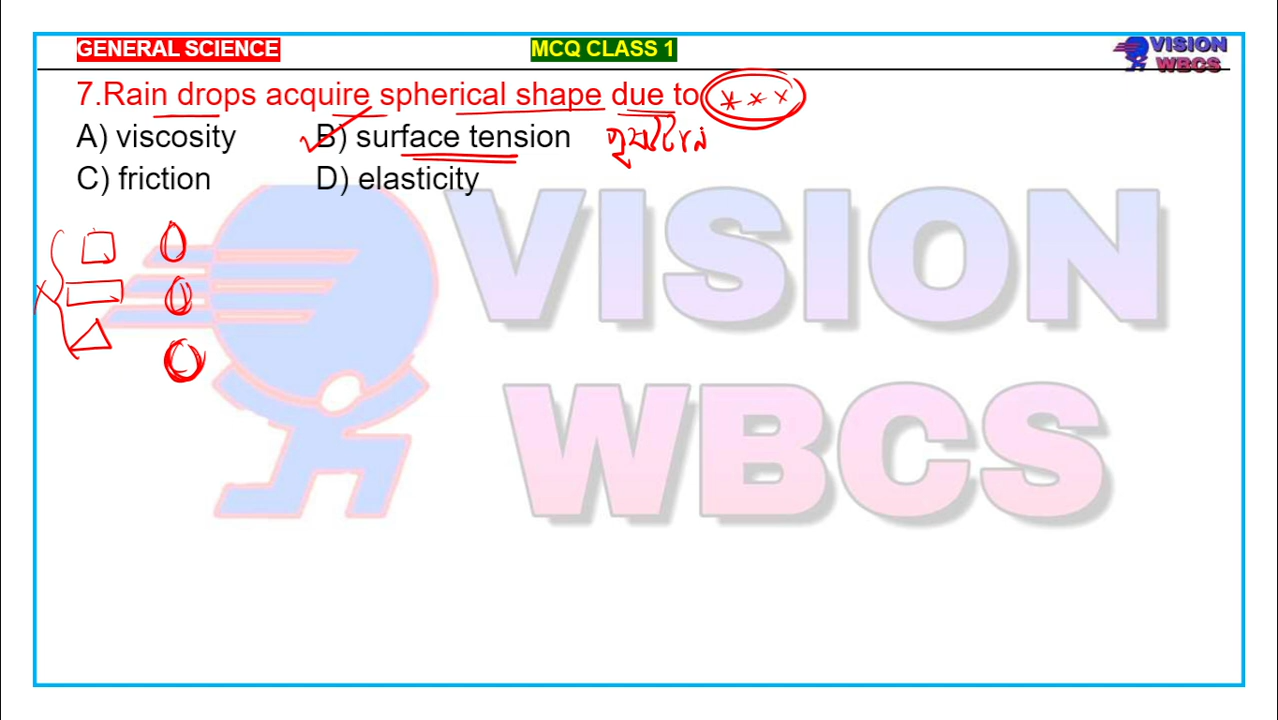 GENERAL SCIENCE MCQ CLASS 1 VISION WBCS
7.Rain drops acquire spherical shape due to ***
A) viscosity B) surface tension
C) friction D) elasticity
VISION
WBCS